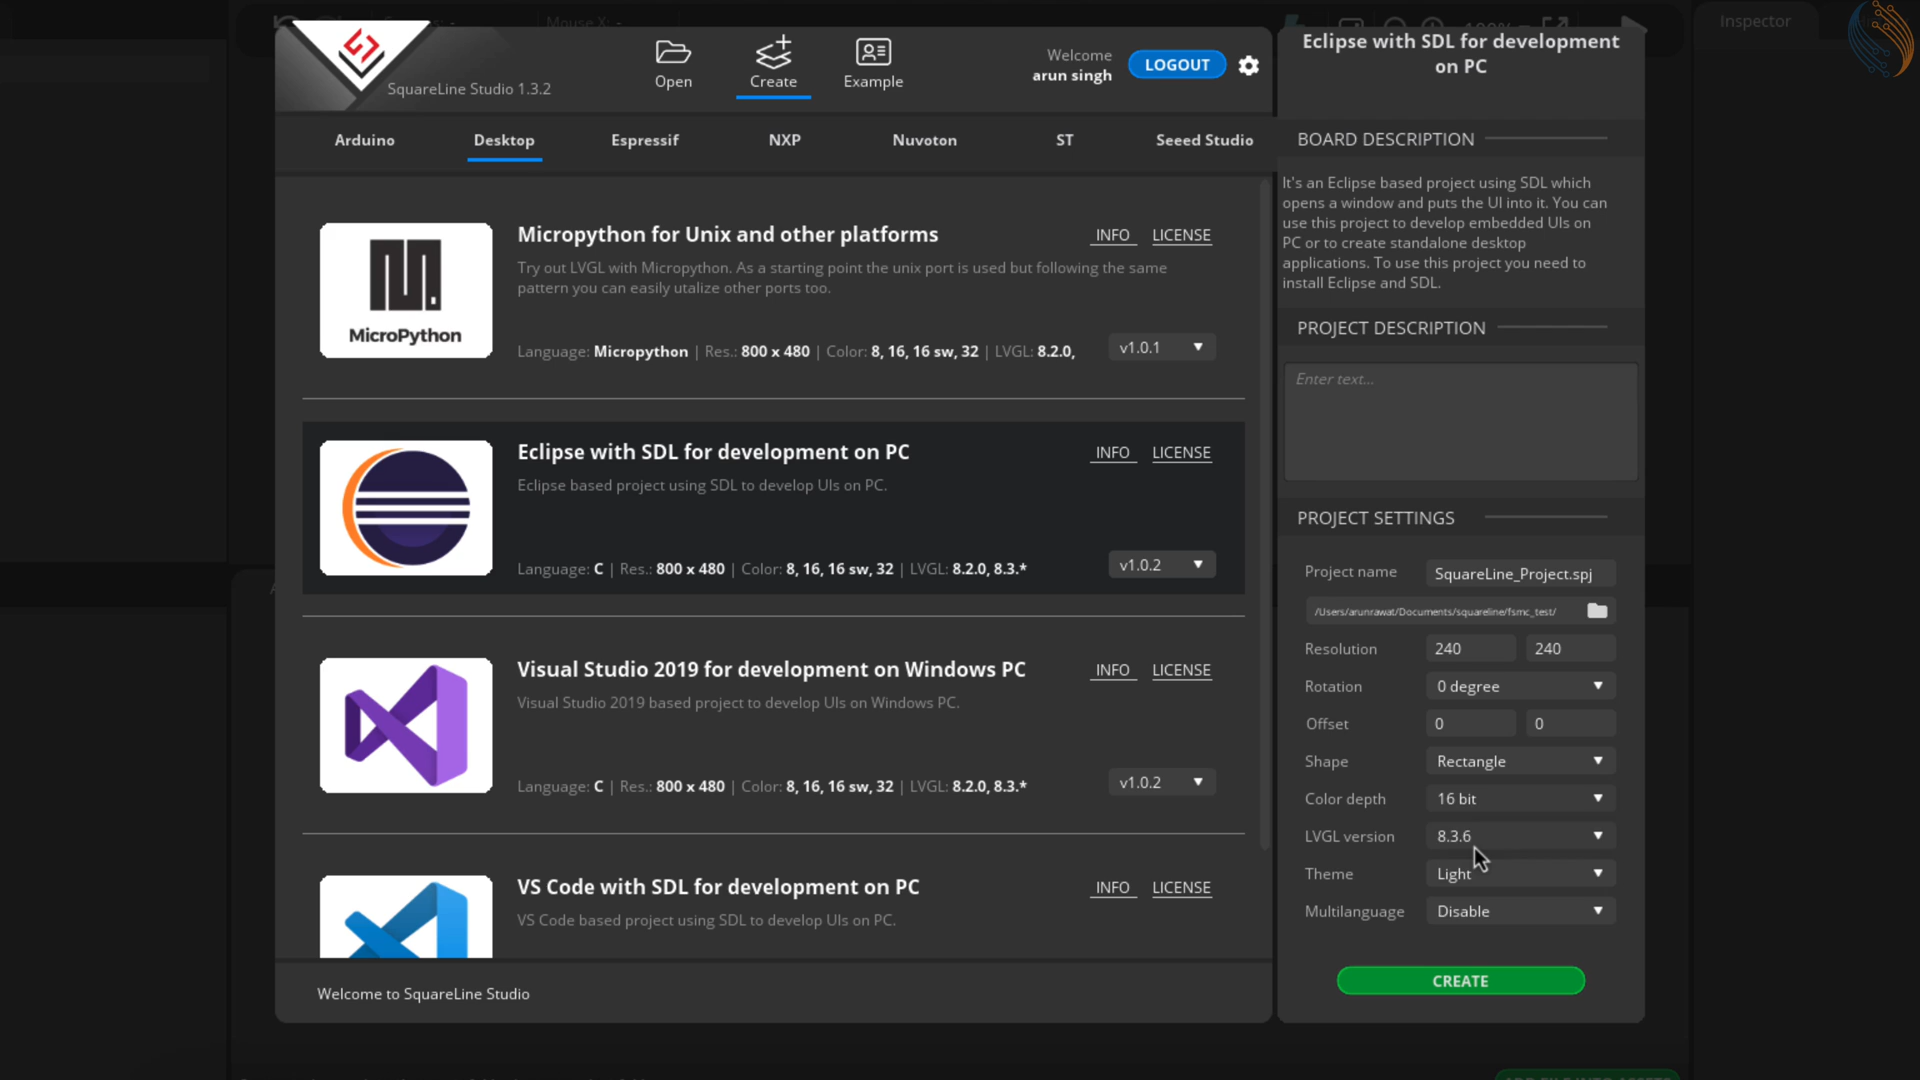 Mouse X: -
Inspector
SquareLine Studio 1.3.2
Open
Create
Example
Welcome
arun singh
LOGOUT
Arduino
Desktop
Espressif
NXP
Nuvoton
ST
Seeed Studio
Micropython for Unix and other platforms
INFO LICENSE
Try out LVGL with Micropython. As a starting point the unix port is used but following the same
pattern you can easily utalize other ports too.
MicroPython
Language: Micropython | Res.: 800 x 480 | Color: 8, 16, 16 sw, 32 | LVGL: 8.2.0,
v1.0.1
Eclipse with SDL for development on PC
INFO LICENSE
Eclipse based project using SDL to develop UIs on PC.
Language: C | Res.: 800 x 480 | Color: 8, 16, 16 sw, 32 | LVGL: 8.2.0, 8.3.*
v1.0.2
Visual Studio 2019 for development on Windows PC
INFO LICENSE
Visual Studio 2019 based project to develop UIs on Windows PC.
Language: C | Res.: 800 x 480 | Color: 8, 16, 16 sw, 32 | LVGL: 8.2.0, 8.3.*
v1.0.2
VS Code with SDL for development on PC
INFO LICENSE
VS Code based project using SDL to develop UIs on PC.
Welcome to SquareLine Studio
Eclipse with SDL for development
on PC
BOARD DESCRIPTION
It's an Eclipse based project using SDL which
opens a window and puts the UI into it. You can
use this project to develop embedded UIs on
PC or to create standalone desktop
applications. To use this project you need to
install Eclipse and SDL.
PROJECT DESCRIPTION
Enter text...
PROJECT SETTINGS
Project name SquareLine_Project.spj
/Users/arunrawat/Documents/squareline/fsmc_test/
Resolution 240 240
Rotation 0 degree
Offset 0 0
Shape Rectangle
Color depth 16 bit
LVGL version 8.3.6
Theme Light
Multilanguage Disable
CREATE